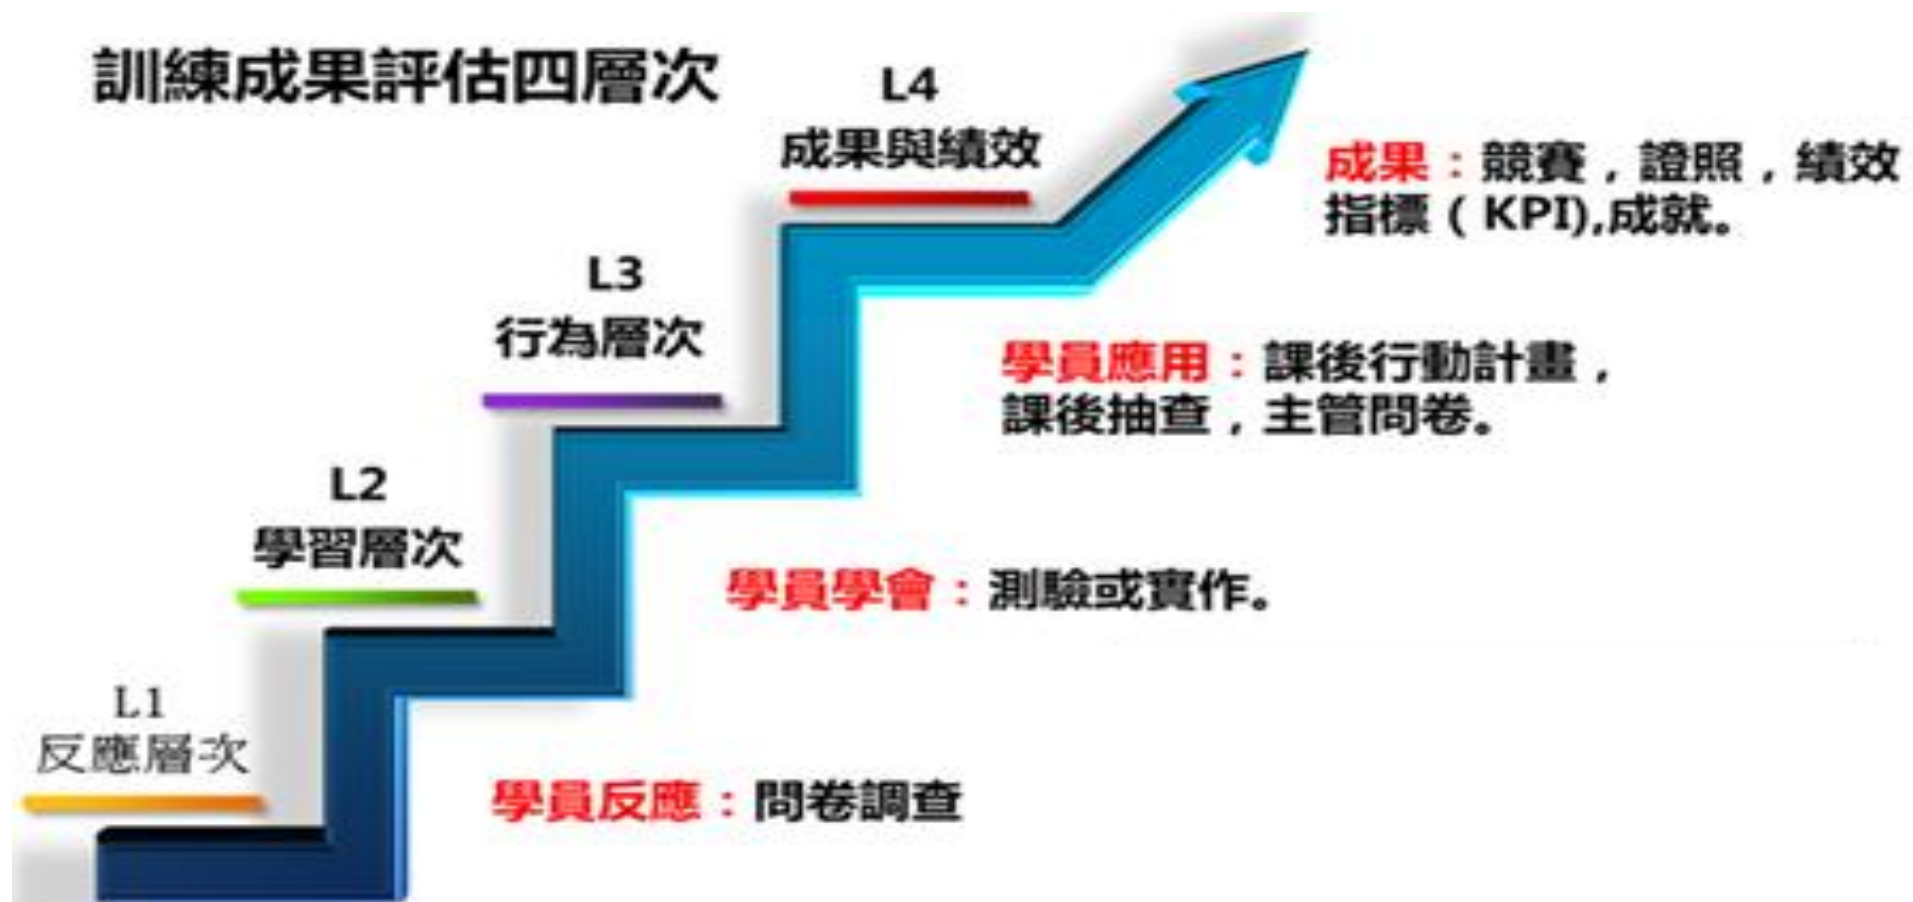 訓練成果評估四層次
L4
成果與績效
成果：競賽，證照，績效
指標（KPI),成就。
L3
行為層次
學員應用：課後行動計畫，
課後抽查，主管問卷。
L2
學習層次
學員學會：測驗或實作。
L1
反應層次
學員反應：問卷調查